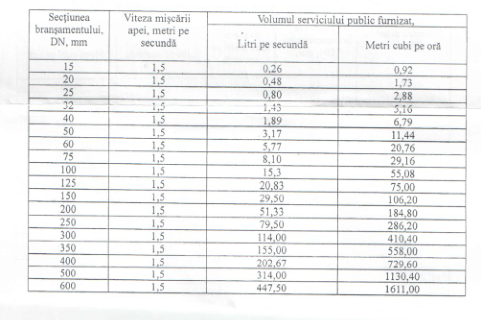 Secțiunea branșamentului, DN, mm | Viteza mișcării apei, metri pe secundă | Volumul serviciului public furnizat,
Litri pe secundă | Metri cubi pe oră
15 | 1,5 | 0,26 | 0,92
20 | 1,5 | 0,48 | 1,73
25 | 1,5 | 0,80 | 2,88
32 | 1,5 | 1,43 | 5,16
40 | 1,5 | 1,89 | 6,79
50 | 1,5 | 3,17 | 11,44
60 | 1,5 | 5,77 | 20,76
75 | 1,5 | 8,10 | 29,16
100 | 1,5 | 15,3 | 55,08
125 | 1,5 | 20,83 | 75,00
150 | 1,5 | 29,50 | 106,20
200 | 1,5 | 51,33 | 184,80
250 | 1,5 | 79,50 | 286,20
300 | 1,5 | 114,00 | 410,40
350 | 1,5 | 155,00 | 558,00
400 | 1,5 | 202,67 | 729,60
500 | 1,5 | 314,00 | 1130,40
600 | 1,5 | 447,50 | 1611,00